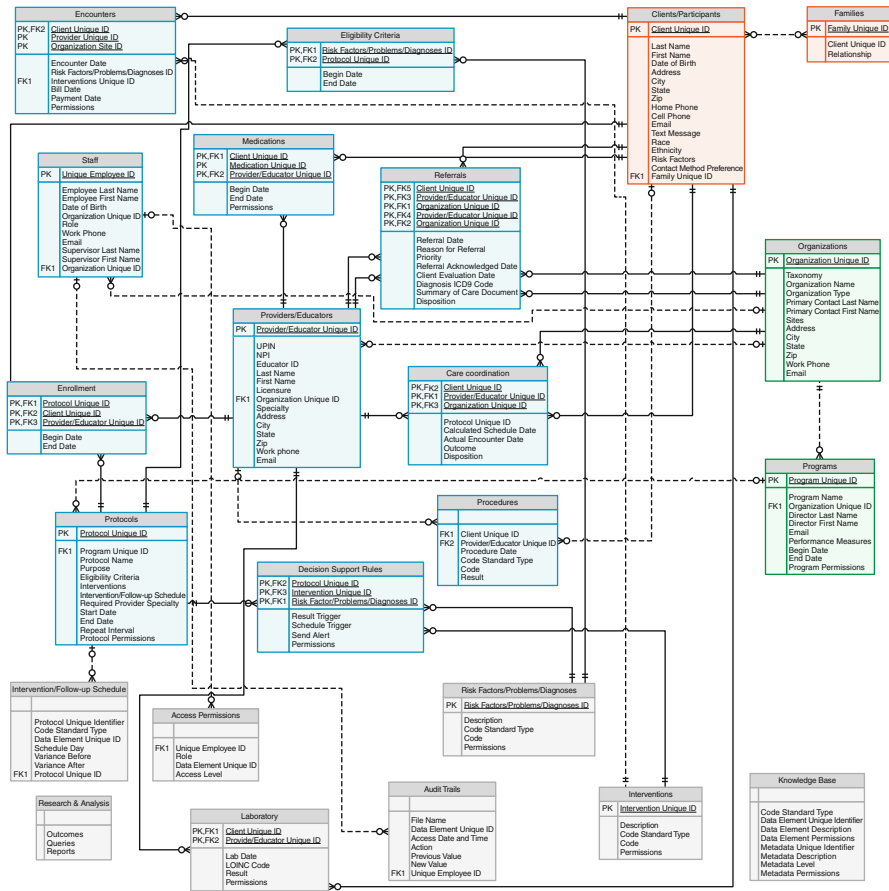 Encounters
PK,FK2 Client Unique ID
PK Provider Unique ID
PK Organization Site ID
Encounter Date
Risk Factors/Problems/Diagnoses ID
FK1 Interventions Unique ID
Bill Date
Payment Date
Permissions
Eligibility Criteria
PK,FK1 Risk Factors/Problems/Diagnoses ID
PK,FK2 Protocol Unique ID
Begin Date
End Date
Clients/Participants
PK Client Unique ID
Last Name
First Name
Date of Birth
Address
City
State
Zip
Home Phone
Cell Phone
Email
Text Message
Race
Ethnicity
Risk Factors
Contact Method Preference
FK1 Family Unique ID
Families
PK Family Unique ID
Client Unique ID
Relationship
Medications
PK,FK1 Client Unique ID
PK Medication Unique ID
PK,FK2 Provider/Educator Unique ID
Begin Date
End Date
Permissions
Staff
PK Unique Employee ID
Employee Last Name
Employee First Name
Date of Birth
Organization Unique ID
Role
Work Phone
Email
Supervisor Last Name
Supervisor First Name
FK1 Organization Unique ID
Referrals
PK,FK5 Client Unique ID
PK,FK3 Provider/Educator Unique ID
PK,FK1 Organization Unique ID
PK,FK4 Provider/Educator Unique ID
PK,FK2 Organization Unique ID
Referral Date
Reason for Referral
Priority
Referral Acknowledged Date
Client Evaluation Date
Diagnosis ICD9 Code
Summary of Care Document
Disposition
Organizations
PK Organization Unique ID
Taxonomy
Organization Name
Organization Type
Primary Contact Last Name
Primary Contact First Name
Sites
Address
City
State
Zip
Work Phone
Email
Providers/Educators
PK Provider/Educator Unique ID
UPIN
NPI
Educator ID
Last Name
First Name
Licensure
FK1 Organization Unique ID
Specialty
Address
City
State
Zip
Work phone
Email
Care coordination
PK,FK2 Client Unique ID
PK,FK1 Provider/Educator Unique ID
PK,FK3 Organization Unique ID
Protocol Unique ID
Calculated Schedule Date
Actual Encounter Date
Outcome
Disposition
Enrollment
PK,FK1 Protocol Unique ID
PK,FK2 Client Unique ID
PK,FK3 Provider/Educator Unique ID
Begin Date
End Date
Programs
PK Program Unique ID
Program Name
FK1 Organization Unique ID
Director Last Name
Director First Name
Email
Performance Measures
Begin Date
End Date
Program Permissions
Procedures
FK1 Client Unique ID
FK2 Provider/Educator Unique ID
Procedure Date
Code Standard Type
Code
Result
Protocols
PK Protocol Unique ID
FK1 Program Unique ID
Protocol Name
Purpose
Eligibility Criteria
Interventions
Intervention/Follow-up Schedule
Required Provider Specialty
Start Date
End Date
Repeat Interval
Protocol Permissions
Decision Support Rules
PK,FK2 Protocol Unique ID
PK,FK3 Intervention Unique ID
PK,FK1 Risk Factor/Problems/Diagnoses ID
Result Trigger
Schedule Trigger
Send Alert
Permissions
Intervention/Follow-up Schedule
Protocol Unique Identifier
Code Standard Type
Data Element Unique ID
Schedule Day
Variance Before
Variance After
FK1 Protocol Unique ID
Access Permissions
FK1 Unique Employee ID
Role
Data Element Unique ID
Access Level
Risk Factors/Problems/Diagnoses
PK Risk Factors/Problems/Diagnoses ID
Description
Code Standard Type
Code
Permissions
Research & Analysis
Outcomes
Queries
Reports
Laboratory
PK,FK1 Client Unique ID
PK,FK2 Provide/Educator Unique ID
Lab Date
LOINC Code
Result
Permissions
Audit Trails
File Name
Data Element Unique ID
Access Date and Time
Action
Previous Value
New Value
FK1 Unique Employee ID
Interventions
PK Intervention Unique ID
Description
Code Standard Type
Code
Permissions
Knowledge Base
Code Standard Type
Data Element Unique Identifier
Data Element Description
Data Element Permissions
Metadata Unique Identifier
Metadata Description
Metadata Level
Metadata Permissions